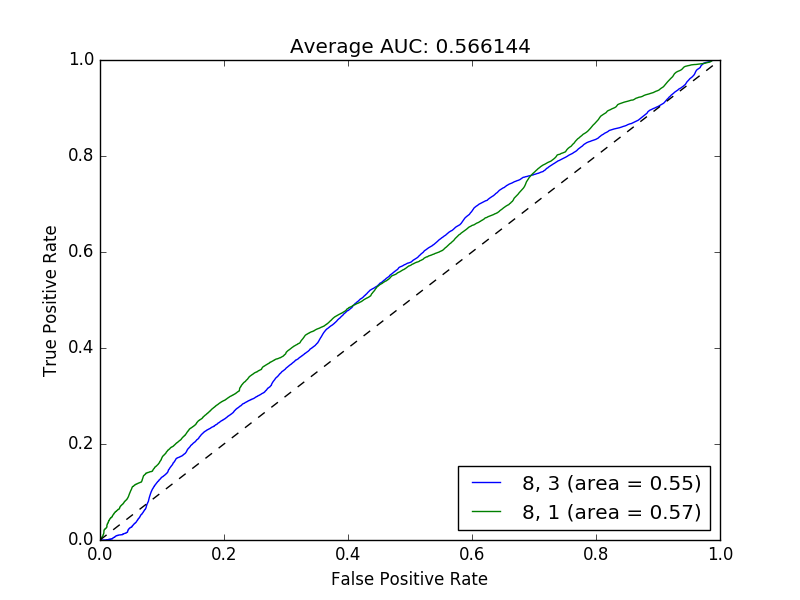 Average AUC: 0.566144
True Positive Rate
1.0
0.8
0.6
0.4
0.2
0.0
0.0 0.2 0.4 0.6 0.8 1.0
False Positive Rate
8, 3 (area = 0.55)
8, 1 (area = 0.57)